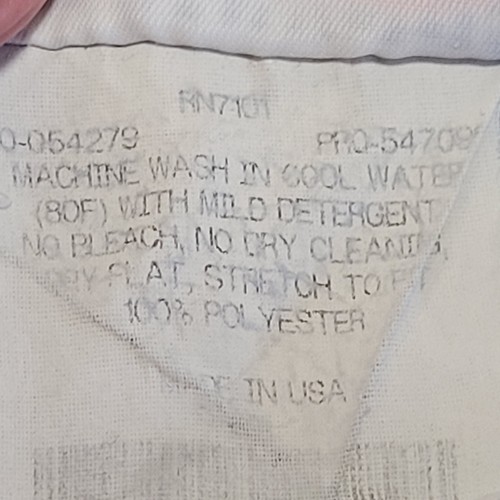 RN7101
0-054279 PRO-54709
MACHINE WASH IN COOL WATER
(80F) WITH MILD DETERGENT
NO BLEACH, NO DRY CLEANING,
DRY FLAT, STRETCH TO FIT
100% POLYESTER
MADE IN USA